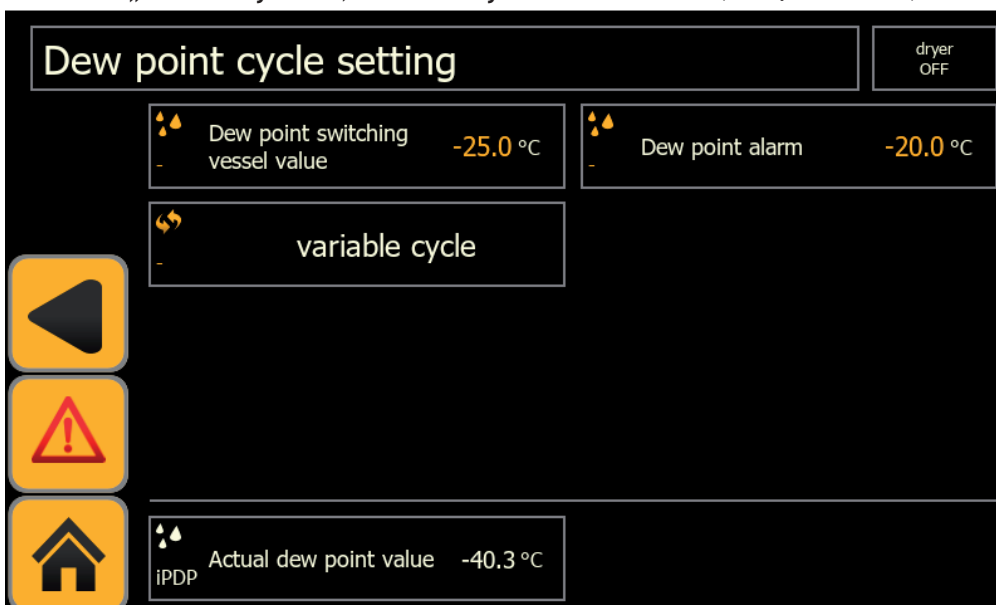 Dew point cycle setting
dryer
OFF
Dew point switching
vessel value
-25.0 °C
-
Dew point alarm
-20.0 °C
-
variable cycle
-
Actual dew point value
-40.3 °C
iPDP